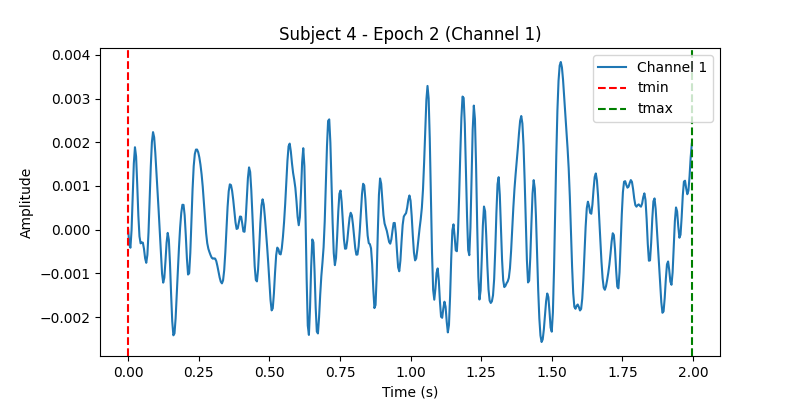 Subject 4 - Epoch 2 (Channel 1)
Channel 1
tmin
tmax
Amplitude
0.004
0.003
0.002
0.001
0.000
−0.001
−0.002
0.00 0.25 0.50 0.75 1.00 1.25 1.50 1.75 2.00
Time (s)